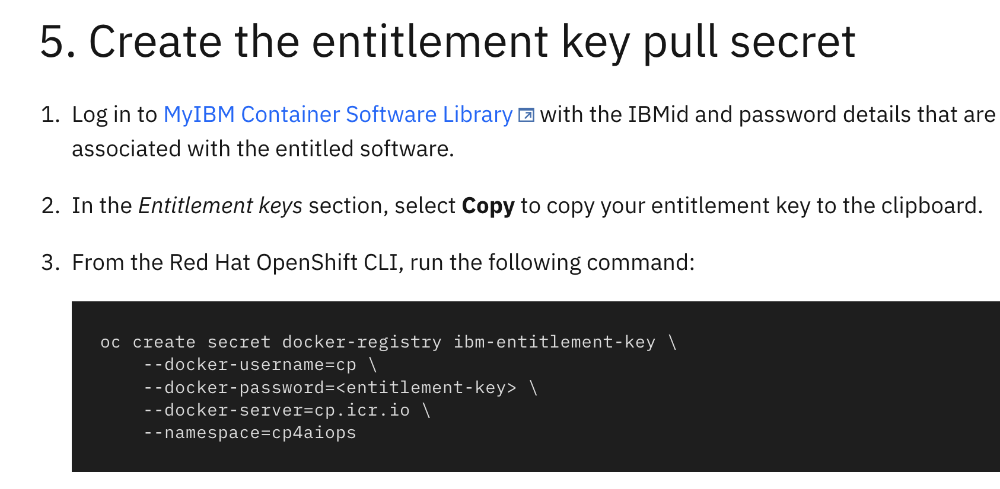 5. Create the entitlement key pull secret
1. Log in to MyIBM Container Software Library with the IBMid and password details that are
associated with the entitled software.
2. In the Entitlement keys section, select Copy to copy your entitlement key to the clipboard.
3. From the Red Hat OpenShift CLI, run the following command:
oc create secret docker-registry ibm-entitlement-key \
    --docker-username=cp \
    --docker-password=<entitlement-key> \
    --docker-server=cp.icr.io \
    --namespace=cp4aiops